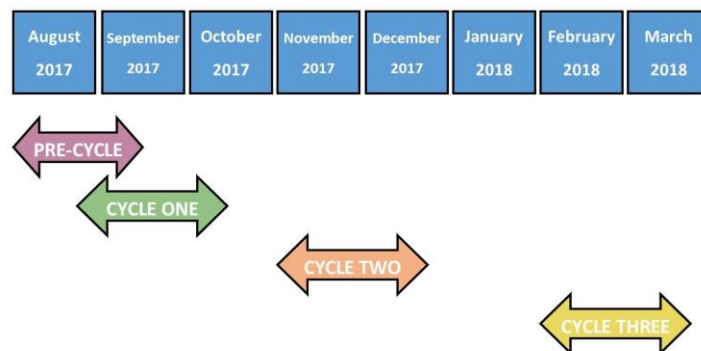 August September October November December January February March
2017 2017 2017 2017 2017 2018 2018 2018
PRE-CYCLE
CYCLE ONE
CYCLE TWO
CYCLE THREE